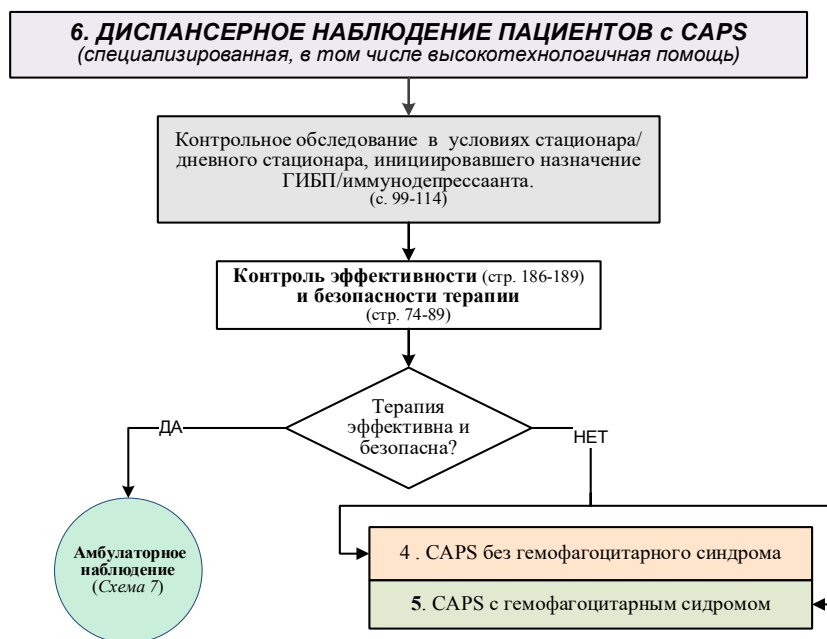 6. ДИСПАНСЕРНОЕ НАБЛЮДЕНИЕ ПАЦИЕНТОВ с CAPS
(специализированная, в том числе высокотехнологичная помощь)
Контрольное обследование в условиях стационара/
дневного стационара, инициировавшего назначение
ГИБП/иммунодепрессаанта.
(с. 99-114)
Контроль эффективности (стр. 186-189)
и безопасности терапии
(стр. 74-89)
Терапия
эффективна и
безопасна?
ДА
НЕТ
Амбулаторное
наблюдение
(Схема 7)
4 . CAPS без гемофагоцитарного синдрома
5. CAPS с гемофагоцитарным сидромом